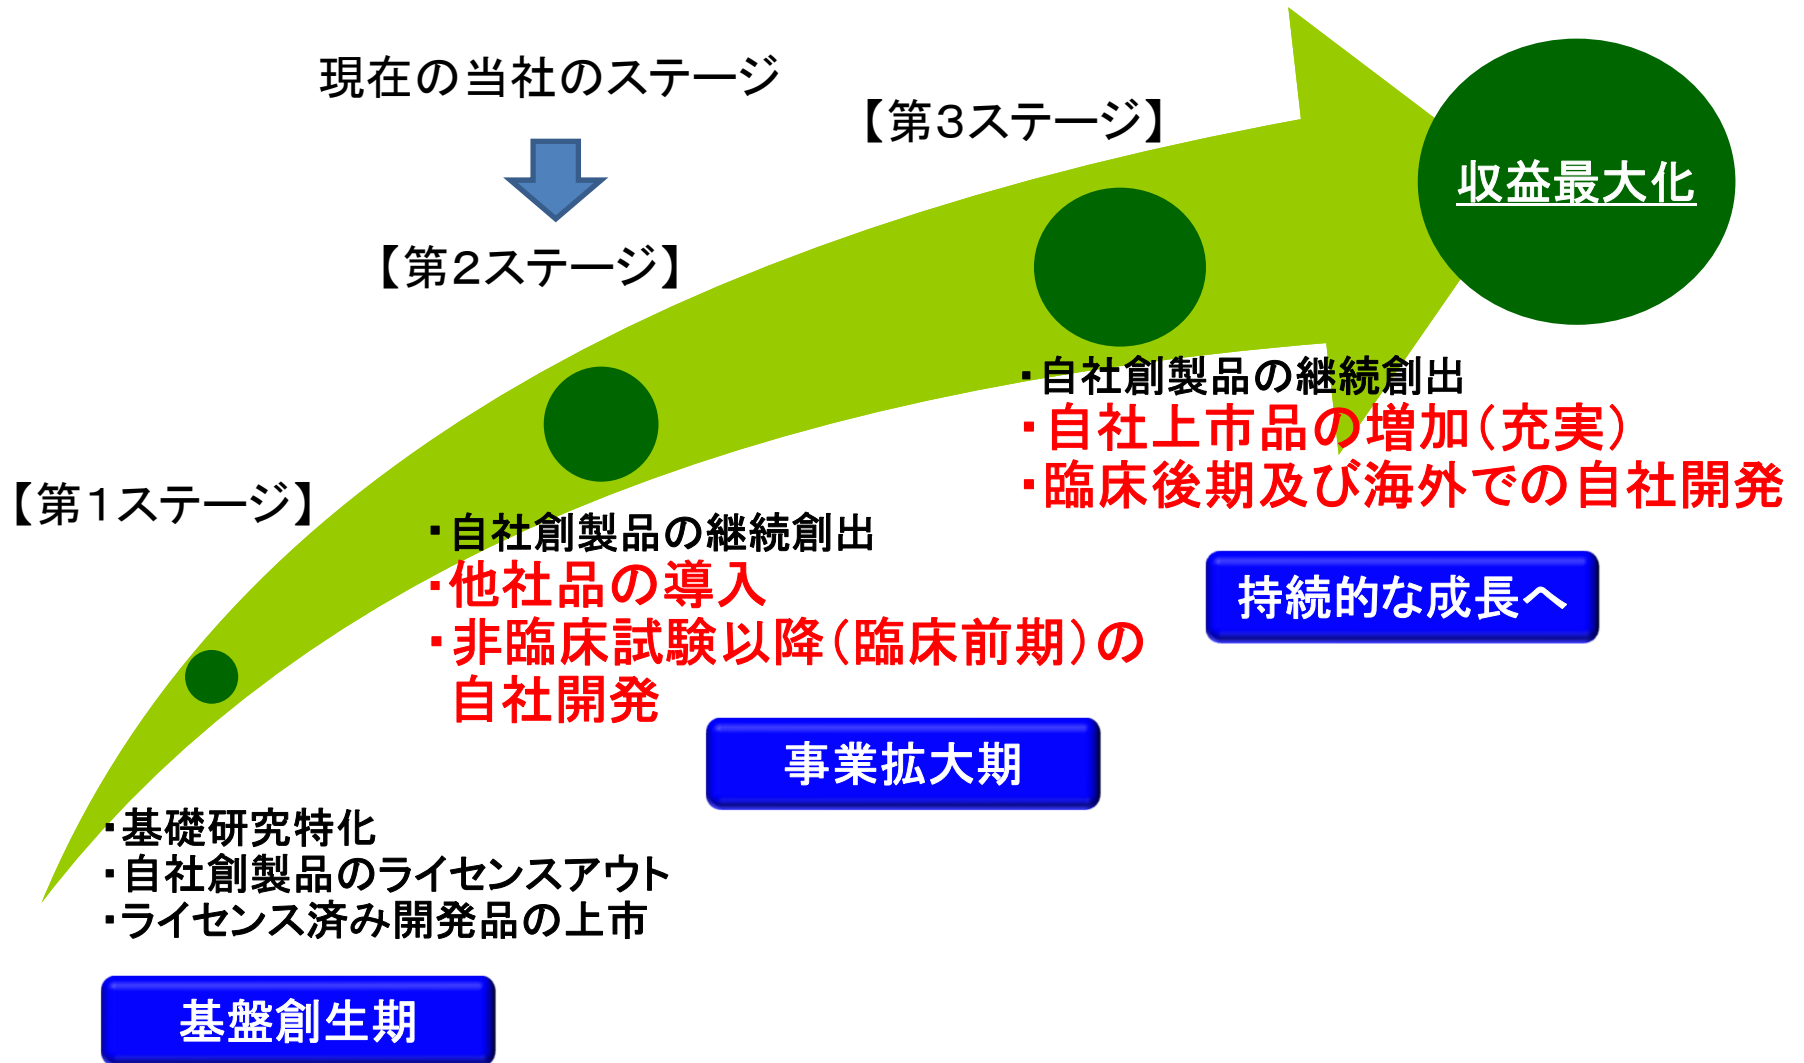 現在の当社のステージ
【第3ステージ】
収益最大化
【第2ステージ】
・自社創製品の継続創出
・自社上市品の増加(充実)
・臨床後期及び海外での自社開発
持続的な成長へ
【第1ステージ】
・自社創製品の継続創出
・他社品の導入
・非臨床試験以降(臨床前期)の
自社開発
事業拡大期
・基礎研究特化
・自社創製品のライセンスアウト
・ライセンス済み開発品の上市
基盤創生期